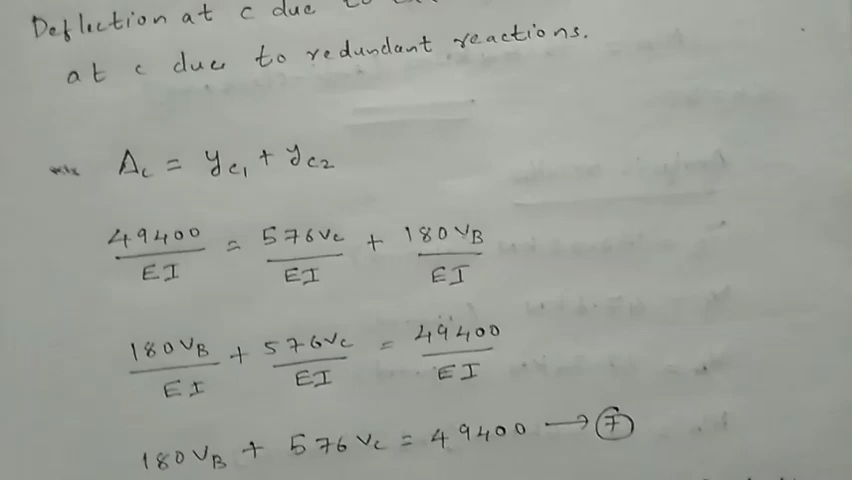 Deflection at c due to
at c due to redundant reactions.
Δc = yc1 + yc2
49400/EI = 576Vc/EI + 180VB/EI
180VB/EI + 576Vc/EI = 49400/EI
180VB + 576Vc = 49400 → ⑦